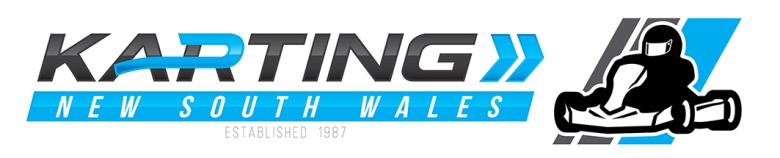 KARTING
NEW SOUTH WALES
ESTABLISHED 1987